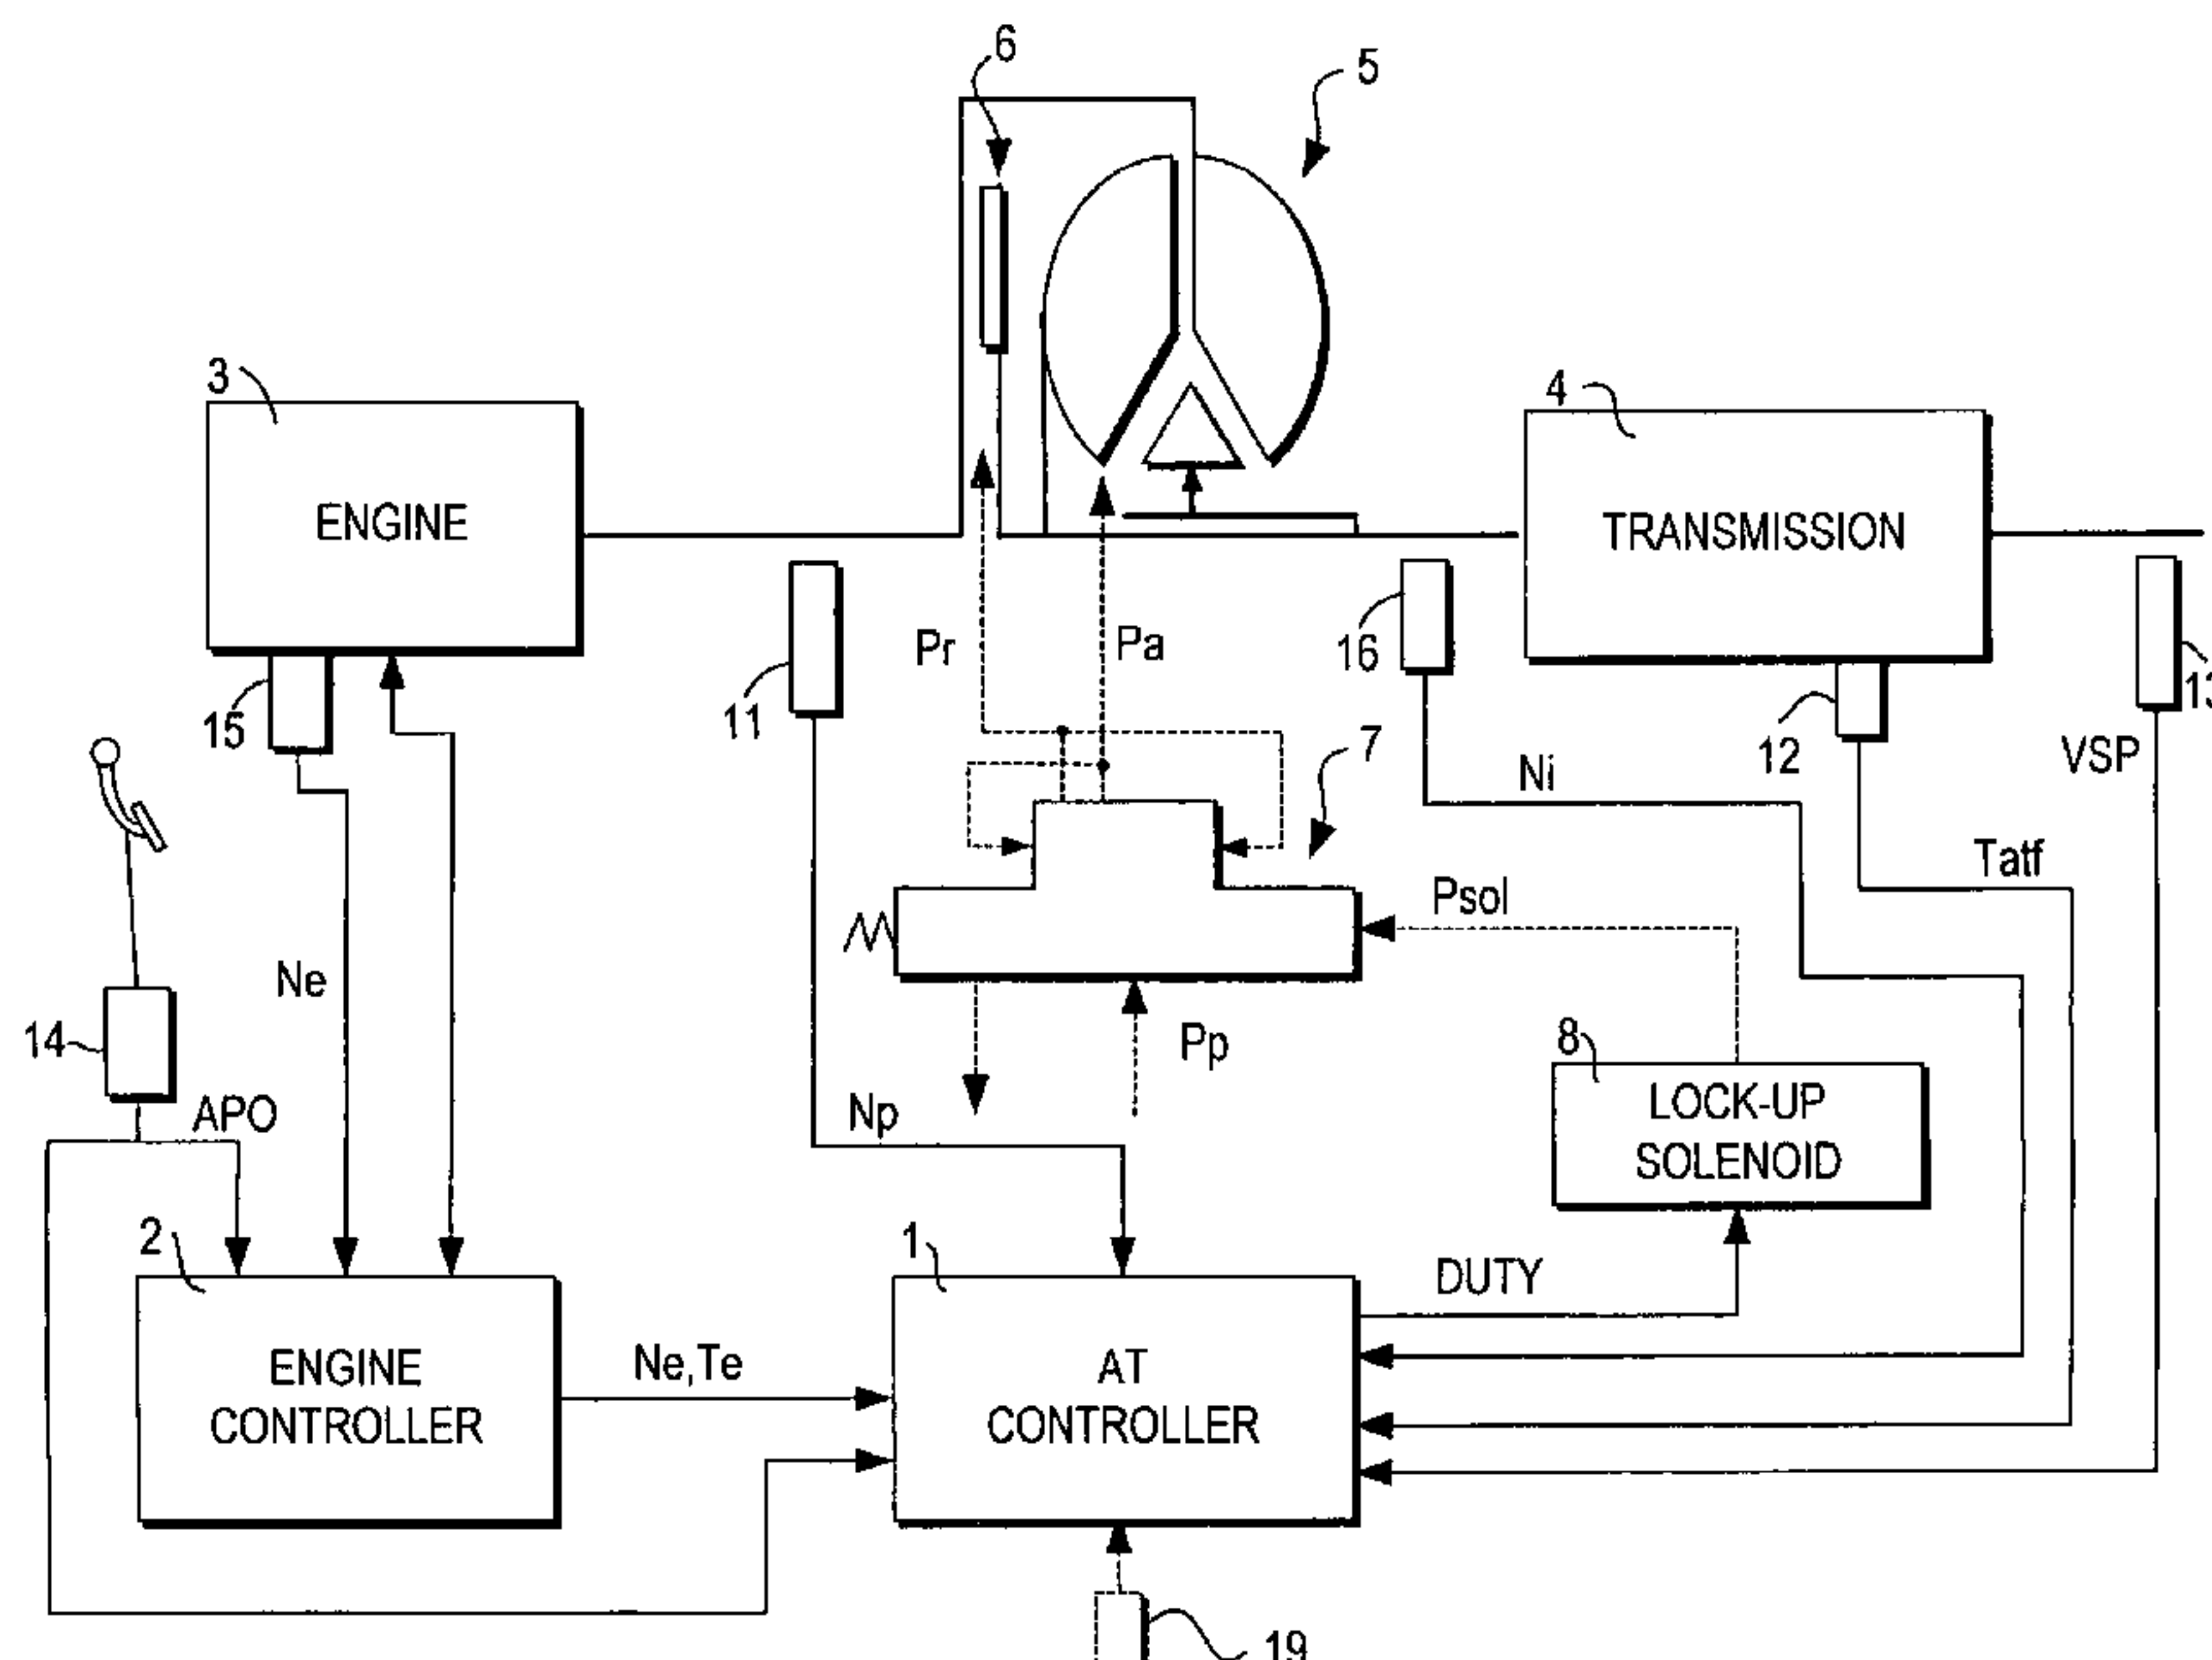 6
5
3
4
ENGINE
TRANSMISSION
Pr
Pa
16
15
11
12
13
7
VSP
Ni
Tatf
Psol
Ne
14
Pp
8
LOCK-UP
SOLENOID
APO
Np
2
1
DUTY
ENGINE
CONTROLLER
Ne,Te
AT
CONTROLLER
19